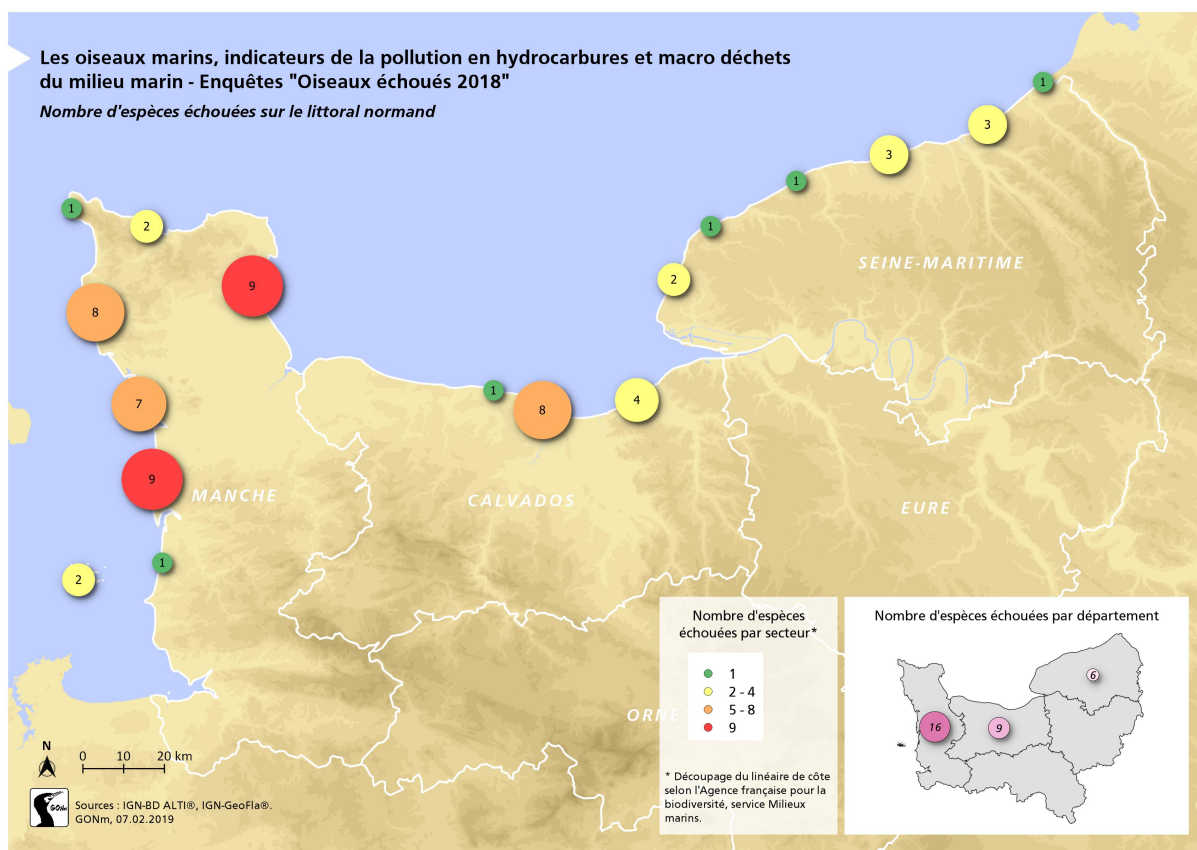 Les oiseaux marins, indicateurs de la pollution en hydrocarbures et macro déchets
du milieu marin - Enquêtes "Oiseaux échoués 2018"
Nombre d'espèces échouées sur le littoral normand
1
3
3
1
1
2
1
2
9
8
7
9
1
2
1
8
4
SEINE-MARITIME
MANCHE
CALVADOS
EURE
ORNE
Nombre d'espèces
échouées par secteur*
1
2 - 4
5 - 8
9
* Découpage du linéaire de côte
selon l'Agence française pour la
biodiversité, service Milieux
marins.
Nombre d'espèces échouées par département
6
16
9
N
0 10 20 km
GONm
Sources : IGN-BD ALTI®, IGN-GeoFla®.
GONm, 07.02.2019